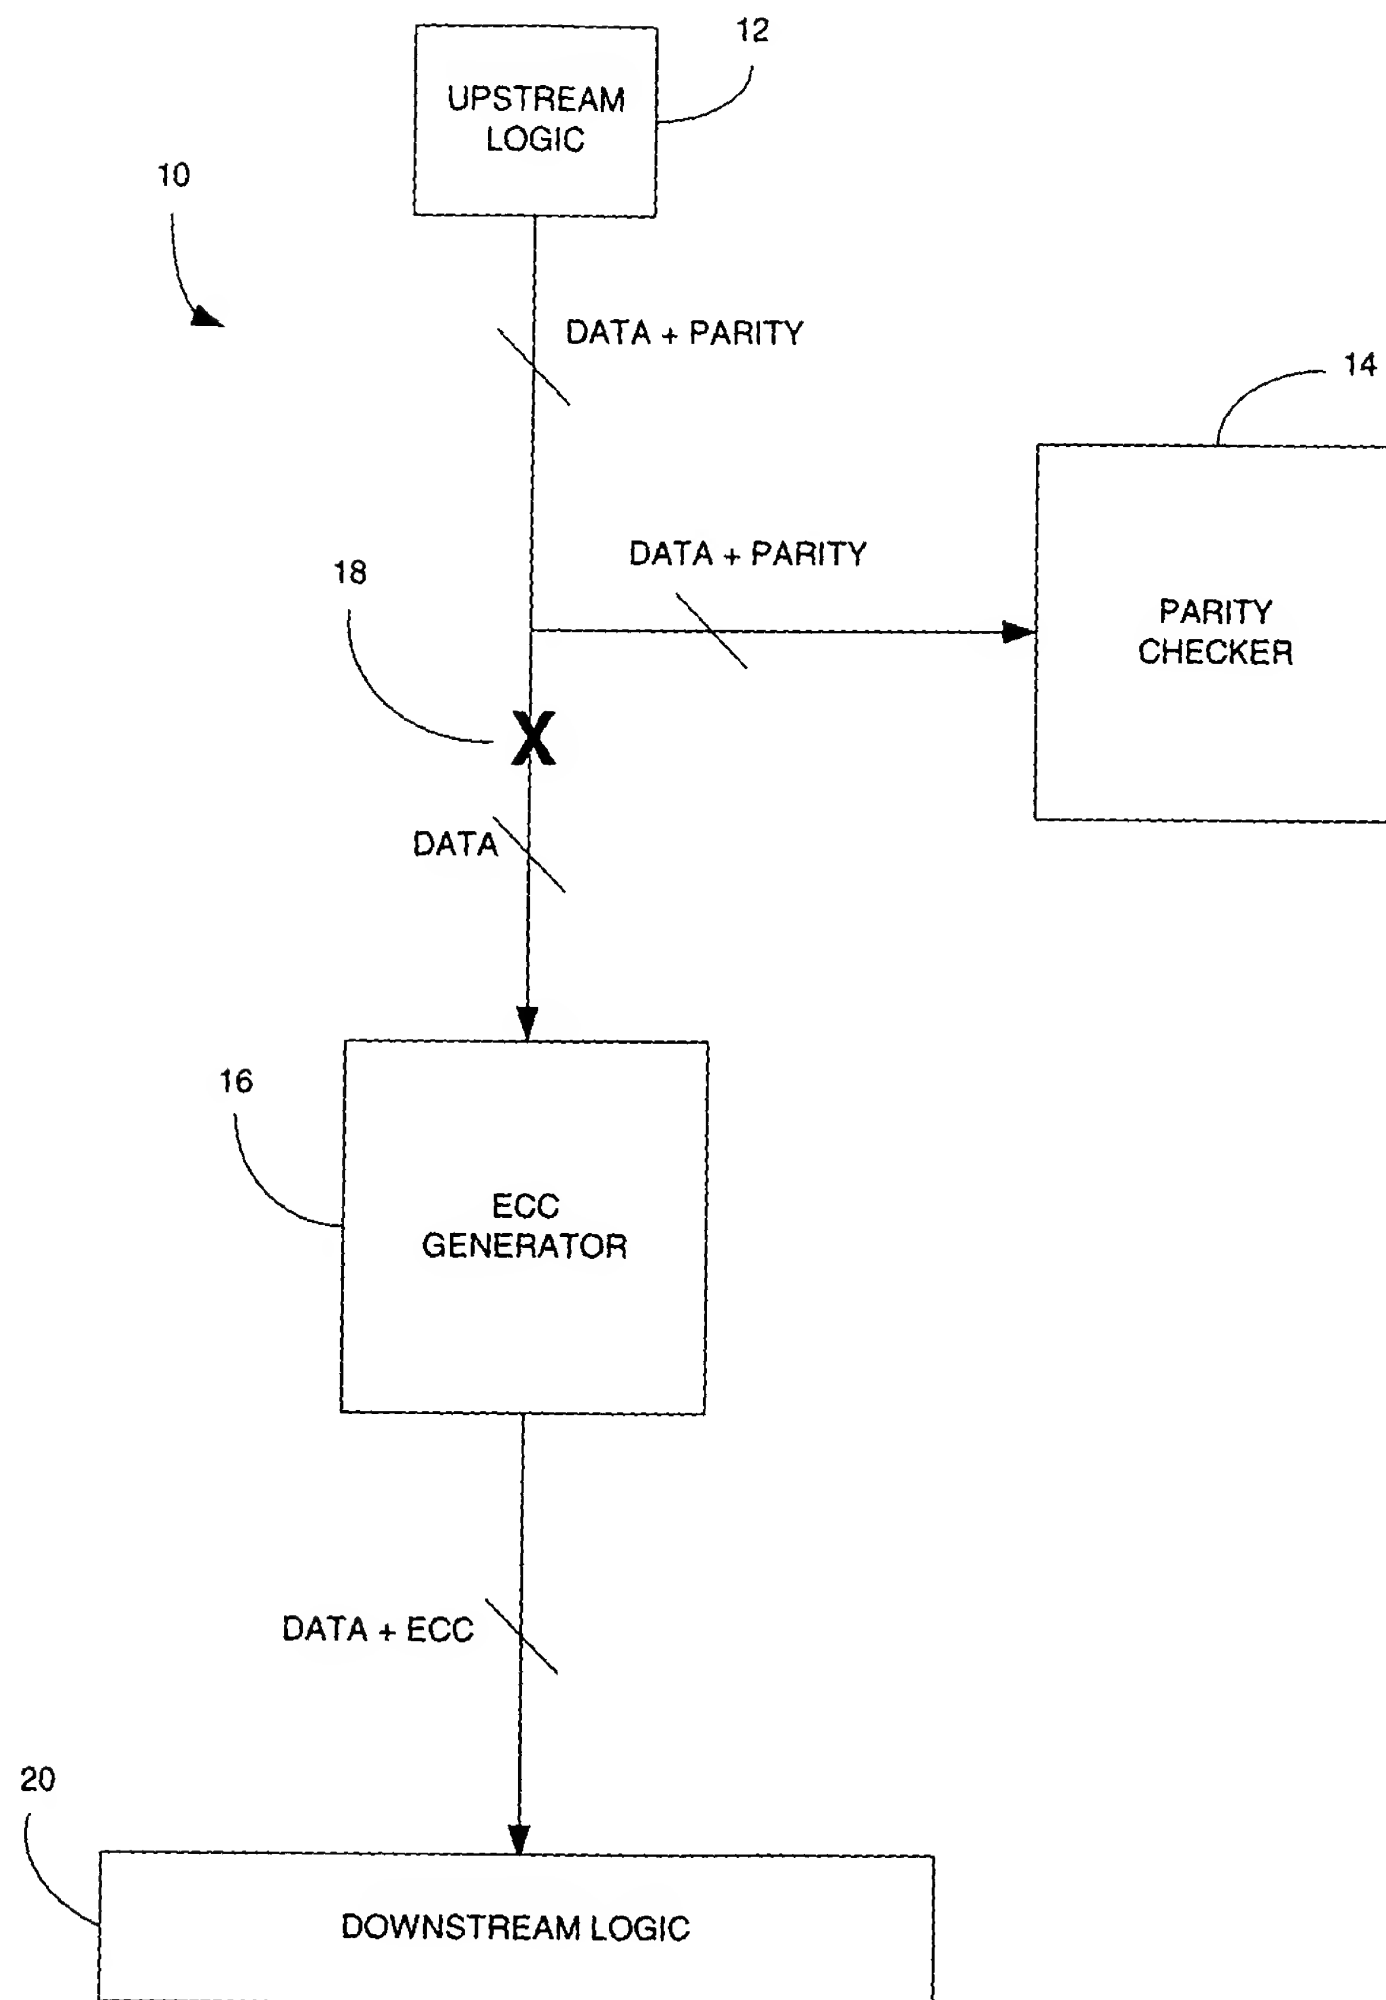 12
UPSTREAM
LOGIC
10
DATA + PARITY
14
DATA + PARITY
18
PARITY
CHECKER
X
DATA
16
ECC
GENERATOR
DATA + ECC
20
DOWNSTREAM LOGIC